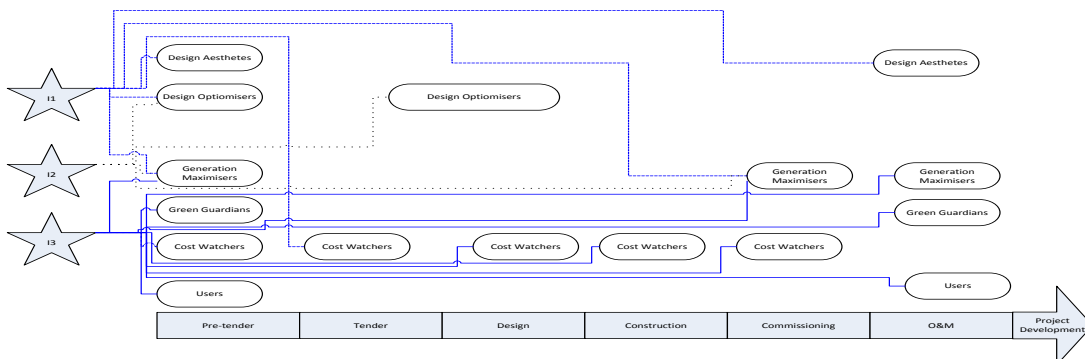 Design Aesthetes
Design Aesthetes
I1
Design Optiomisers
Design Optiomisers
I2
Generation
Maximisers
Generation
Maximisers
Generation
Maximisers
Green Guardians
Green Guardians
I3
Cost Watchers
Cost Watchers
Cost Watchers
Cost Watchers
Cost Watchers
Users
Users
Pre-tender
Tender
Design
Construction
Commissioning
O&M
Project
Development